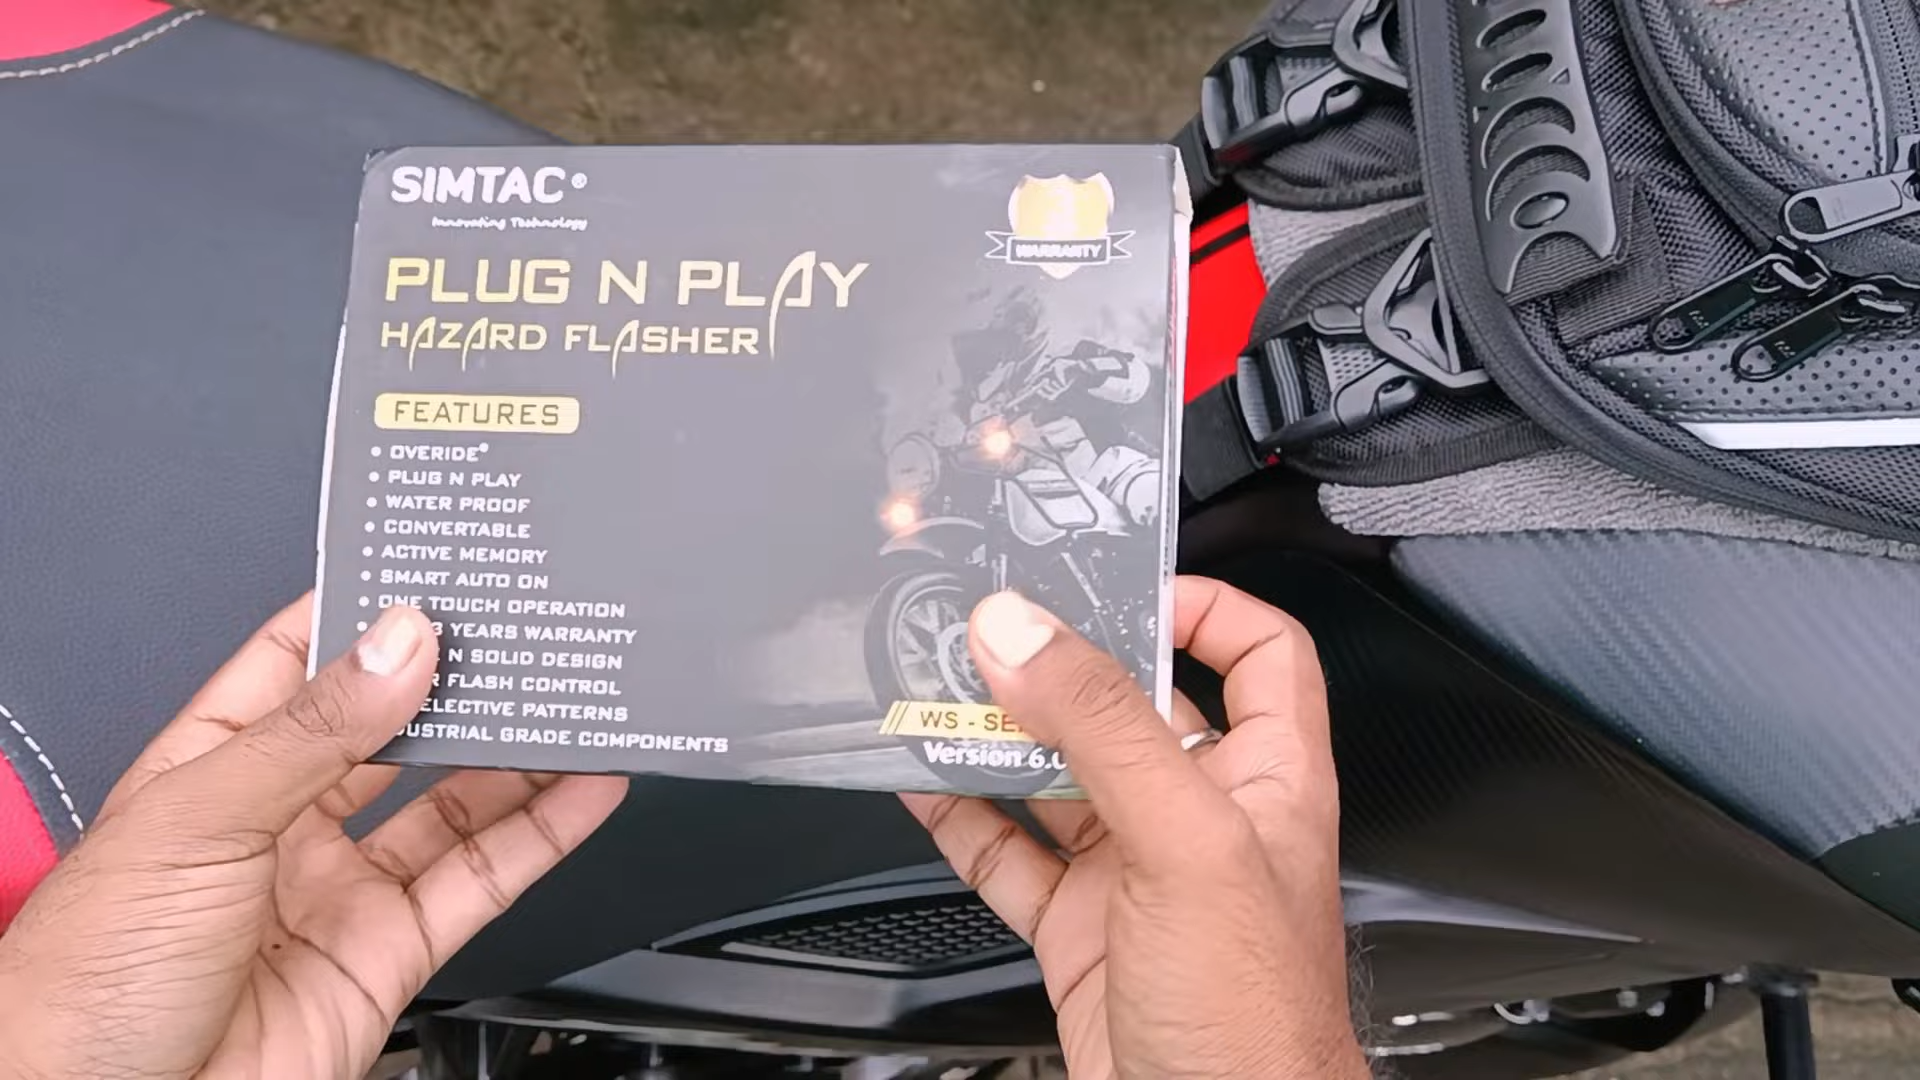 SIMTAC®
Innovating Technology
WARRANTY
PLUG N PLAY
HAZARD FLASHER
FEATURES
• OVERIDE®
• PLUG N PLAY
• WATER PROOF
• CONVERTABLE
• ACTIVE MEMORY
• SMART AUTO ON
• ONE TOUCH OPERATION
• 3 YEARS WARRANTY
N SOLID DESIGN
FLASH CONTROL
ELECTIVE PATTERNS
USTRIAL GRADE COMPONENTS
WS - SE
Version 6.0